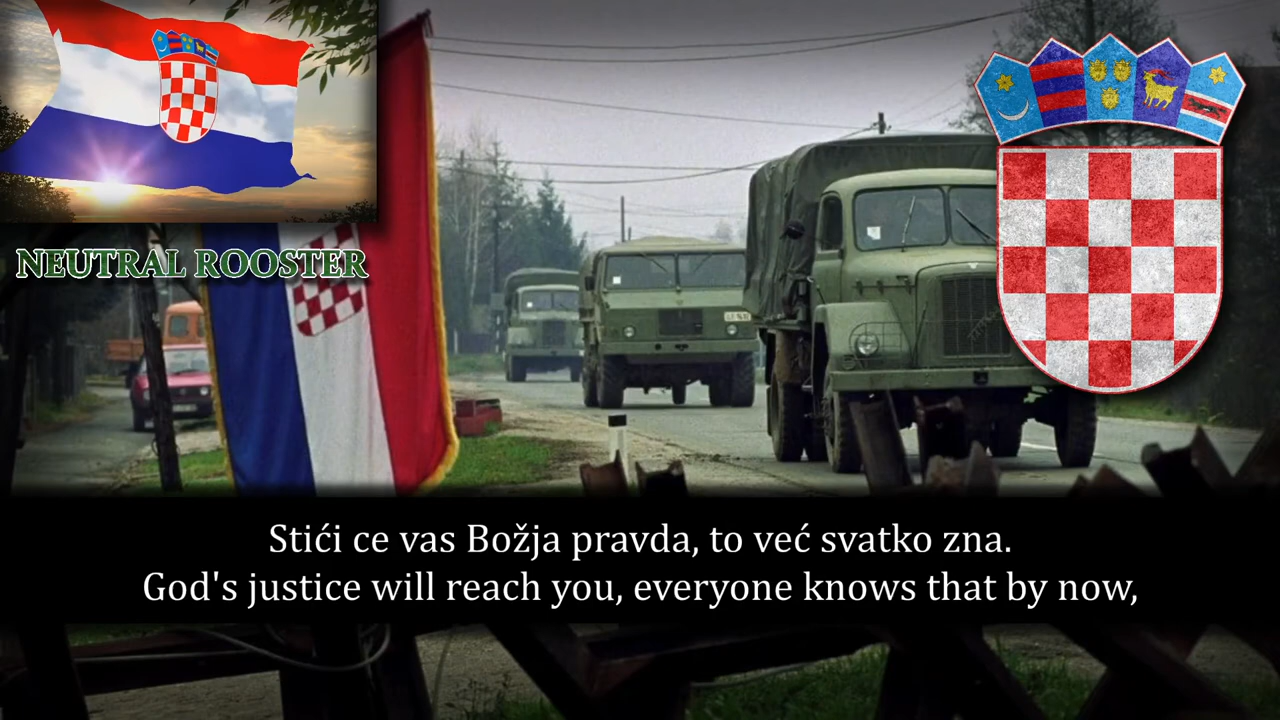 NEUTRAL ROOSTER
Stići ce vas Božja pravda, to već svatko zna.
God's justice will reach you, everyone knows that by now,